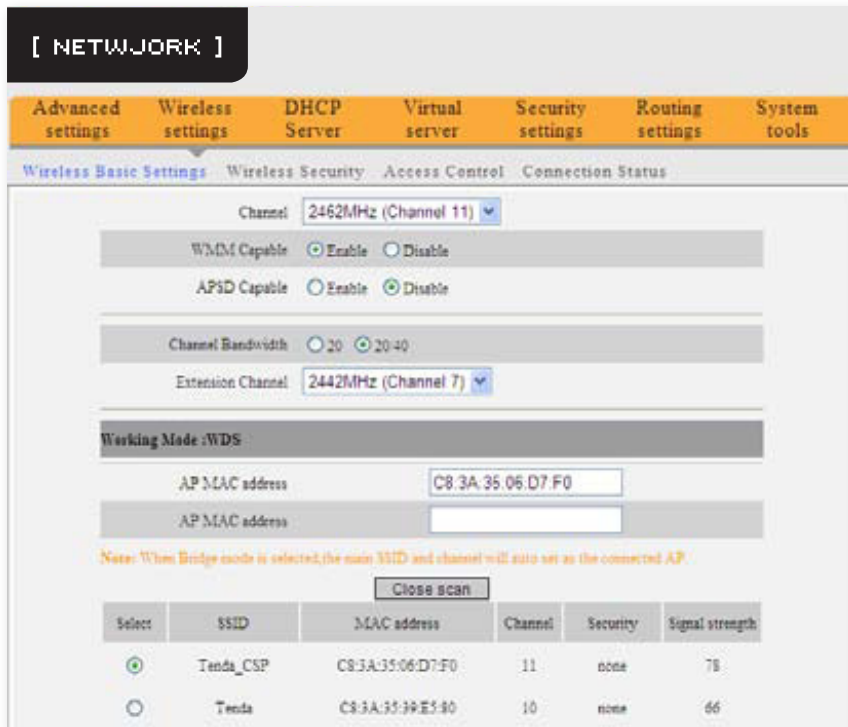 [ NETWJORK ]
Advanced settings Wireless settings DHCP Server Virtual server Security settings Routing settings System tools
Wireless Basic Settings Wireless Security Access Control Connection Status
Channel 2462MHz (Channel 11)
WMM Capable Enable Disable
APSD Capable Enable Disable
Channel Bandwidth 20 20/40
Extension Channel 2442MHz (Channel 7)
Working Mode :WDS
AP MAC address C8:3A:35:06:D7:F0
AP MAC address
Note: When Bridge mode is selected,the main SSID and channel will auto set as the connected AP.
Close scan
Select SSID MAC address Channel Security Signal strength
Tenda_CSP C8:3A:35:06:D7:F0 11 none 78
Tenda C8:3A:35:39:E5:80 10 none 66